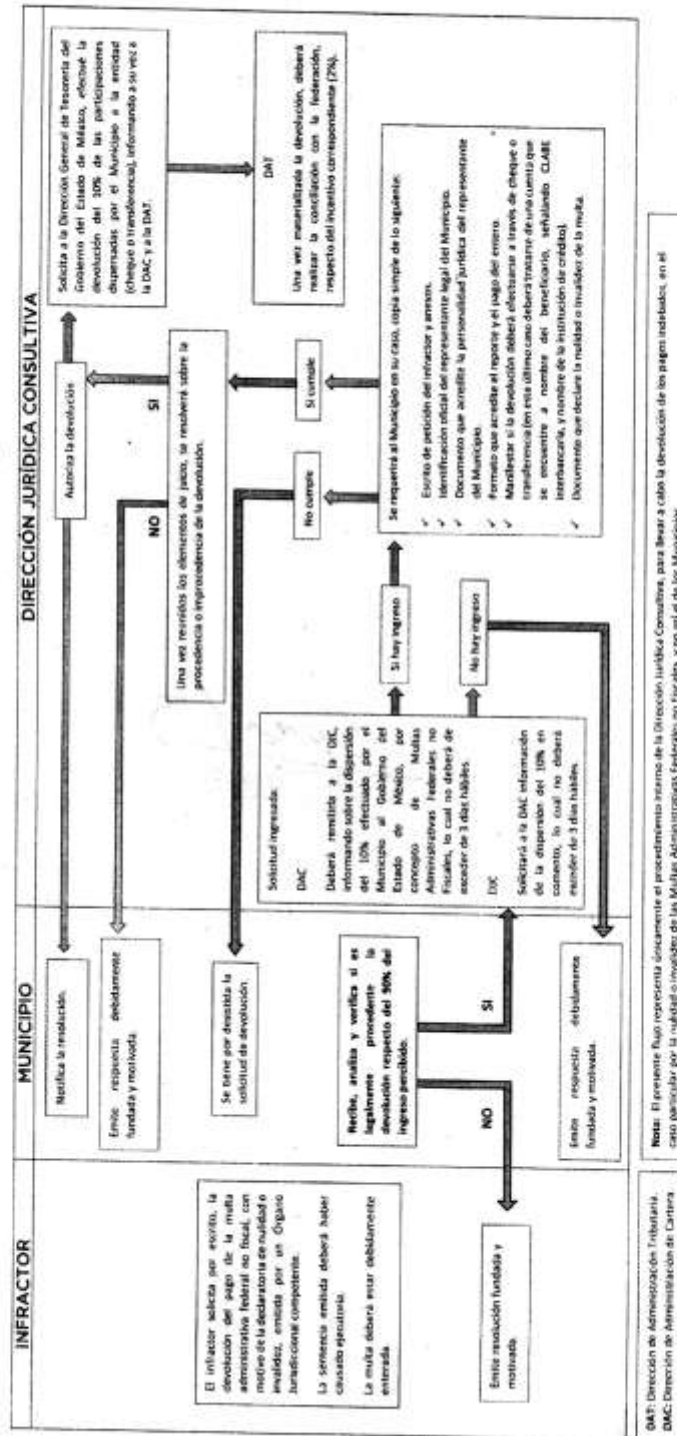 INFRACTOR
El infractor solicita por escrito, la
devolución del pago de la multa
administrativa federal no fiscal, con
motivo de la declaratoria de nulidad o
invalidez, emitida por un Órgano
Jurisdiccional competente.
La sentencia emitida deberá haber
causado ejecutoria.
La multa deberá estar debidamente
enterada.
Emite resolución fundada y
motivada.
MUNICIPIO
Notifica la resolución.
Emite respuesta debidamente
fundada y motivada.
Se tiene por desistida la
solicitud de devolución.
Recibe, analiza y verifica si es
legalmente procedente la
devolución respecto del 90% del
ingreso percibido.
NO
SI
Emite respuesta debidamente
fundada y motivada.
DIRECCIÓN JURÍDICA CONSULTIVA
Solicitud ingresada:
DAC
Deberá remitirla a la DJC,
informando sobre la dispersión
del 10% efectuado por el
Municipio al Gobierno del
Estado de México, por
concepto de Multas
Administrativas Federales no
Fiscales, lo cual no deberá de
exceder de 3 días hábiles.
DJC
Solicitará a la DAC información
de la dispersión del 10% en
comento, lo cual no deberá
exceder de 3 días hábiles
Si hay ingreso
No hay ingreso
Se requerirá al Municipio en su caso, copia simple de lo siguiente:
✓ Escrito de petición del infractor y anexos.
✓ Identificación oficial del representante legal del Municipio.
✓ Documento que acredite la personalidad jurídica del representante
del Municipio.
✓ Formato que acredite el reporte y el pago del entero.
✓ Manifestar si la devolución deberá efectuarse a través de cheque o
transferencia (en este último caso deberá tratarse de una cuenta que
se encuentre a nombre del beneficiario, señalando CLABE
interbancaria, y nombre de la institución de crédito).
✓ Documento que declare la nulidad o invalidez de la multa.
No cumple
Si cumple
Una vez reunidos los elementos de juicio, se resolverá sobre la
procedencia o improcedencia de la devolución.
NO
SI
Autoriza la devolución
Solicita a la Dirección General de Tesorería del
Gobierno del Estado de México, efectué la
devolución del 10% de las participaciones
dispersadas por el Municipio a la entidad
(cheque o transferencia), informando a su vez a
la DAC y a la DAT.
DAT
Una vez materializada la devolución, deberá
realizar la conciliación con la federación,
respecto del incentivo correspondiente (2%).
DAT: Dirección de Administración Tributaria.
DAC: Dirección de Administración de Cartera
Nota: El presente flujo representa únicamente el procedimiento interno de la Dirección Jurídica Consultiva, para llevar a cabo la devolución de los pagos indebidos, en el
caso particular por la nulidad o invalidez de las Multas Administrativas Federales no Fiscales, y no así el de los Municipios.